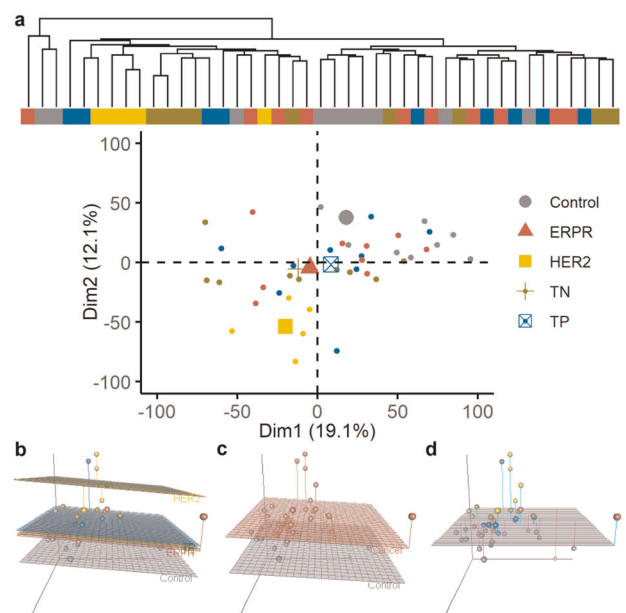 a
100
50
0
-50
-100
Dim2 (12.1%)
-100
-50
0
50
100
Dim1 (19.1%)
Control
ERPR
HER2
TN
TP
b
c
d
HER2
ERPR
Control
Cancer
Control